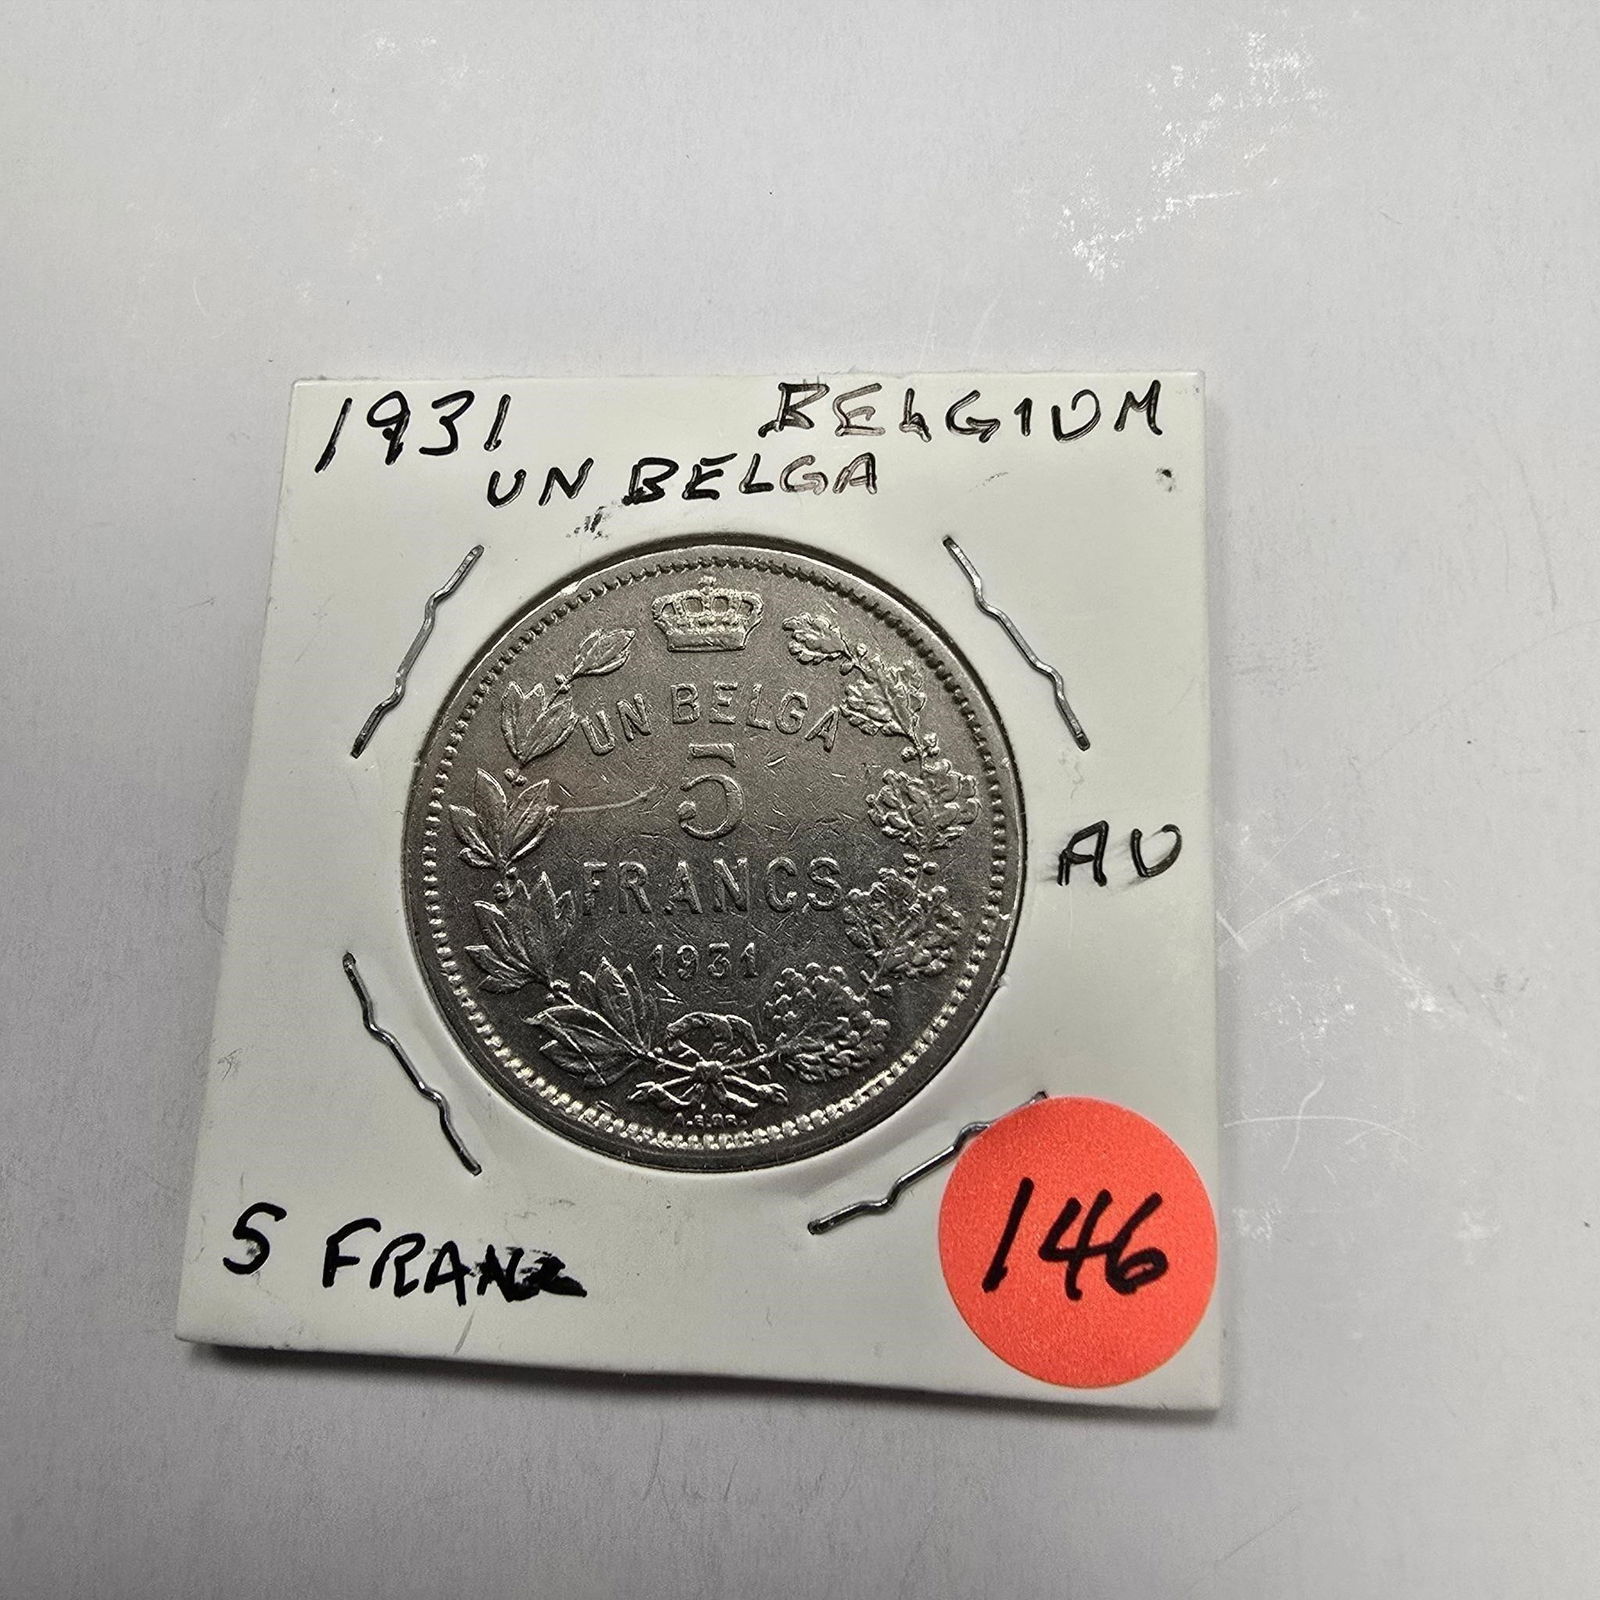 1931 BELGIUM
UN BELGA
UN BELGA
5
FRANCS
1931
AU
5 FRANC
146